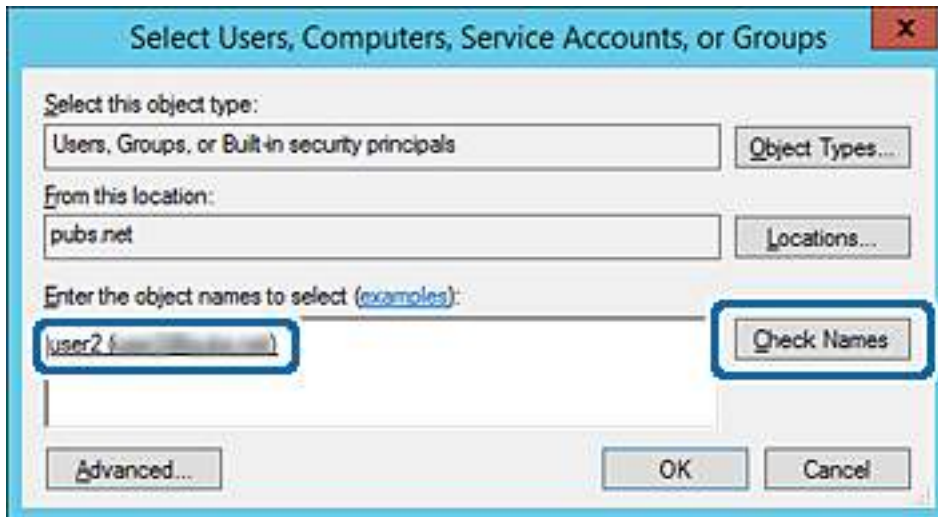 Select Users, Computers, Service Accounts, or Groups
x
Select this object type:
Users, Groups, or Built-in security principals
Object Types...
From this location:
pubs.net
Locations...
Enter the object names to select (examples):
user2 ( )
Check Names
Advanced...
OK
Cancel